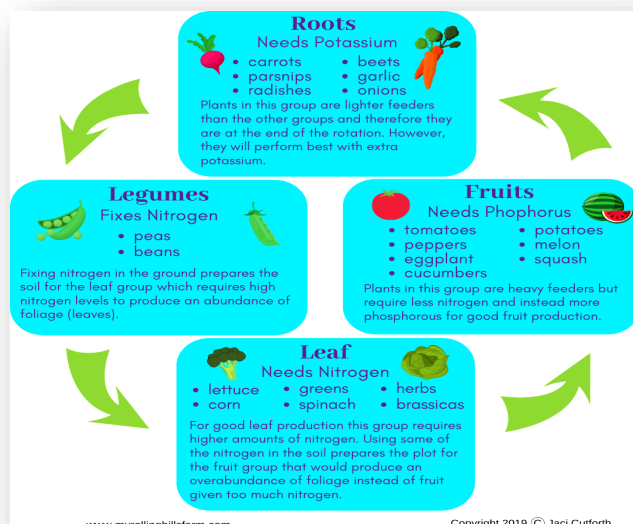 Roots
Needs Potassium
• carrots • beets
• parsnips • garlic
• radishes • onions
Plants in this group are lighter feeders
than the other groups and therefore they
are at the end of the rotation. However,
they will perform best with extra
potassium.
Legumes
Fixes Nitrogen
• peas
• beans
Fixing nitrogen in the ground prepares the
soil for the leaf group which requires high
nitrogen levels to produce an abundance of
foliage (leaves).
Fruits
Needs Phophorus
• tomatoes • potatoes
• peppers • melon
• eggplant • squash
• cucumbers
Plants in this group are heavy feeders but
require less nitrogen and instead more
phosphorous for good fruit production.
Leaf
Needs Nitrogen
• lettuce • greens • herbs
• corn • spinach • brassicas
For good leaf production this group requires
higher amounts of nitrogen. Using some of
the nitrogen in the soil prepares the plot for
the fruit group that would produce an
overabundance of foliage instead of fruit
given too much nitrogen.
www.myrollinghillsfarm.com Copyright 2019 © Jaci Cutforth